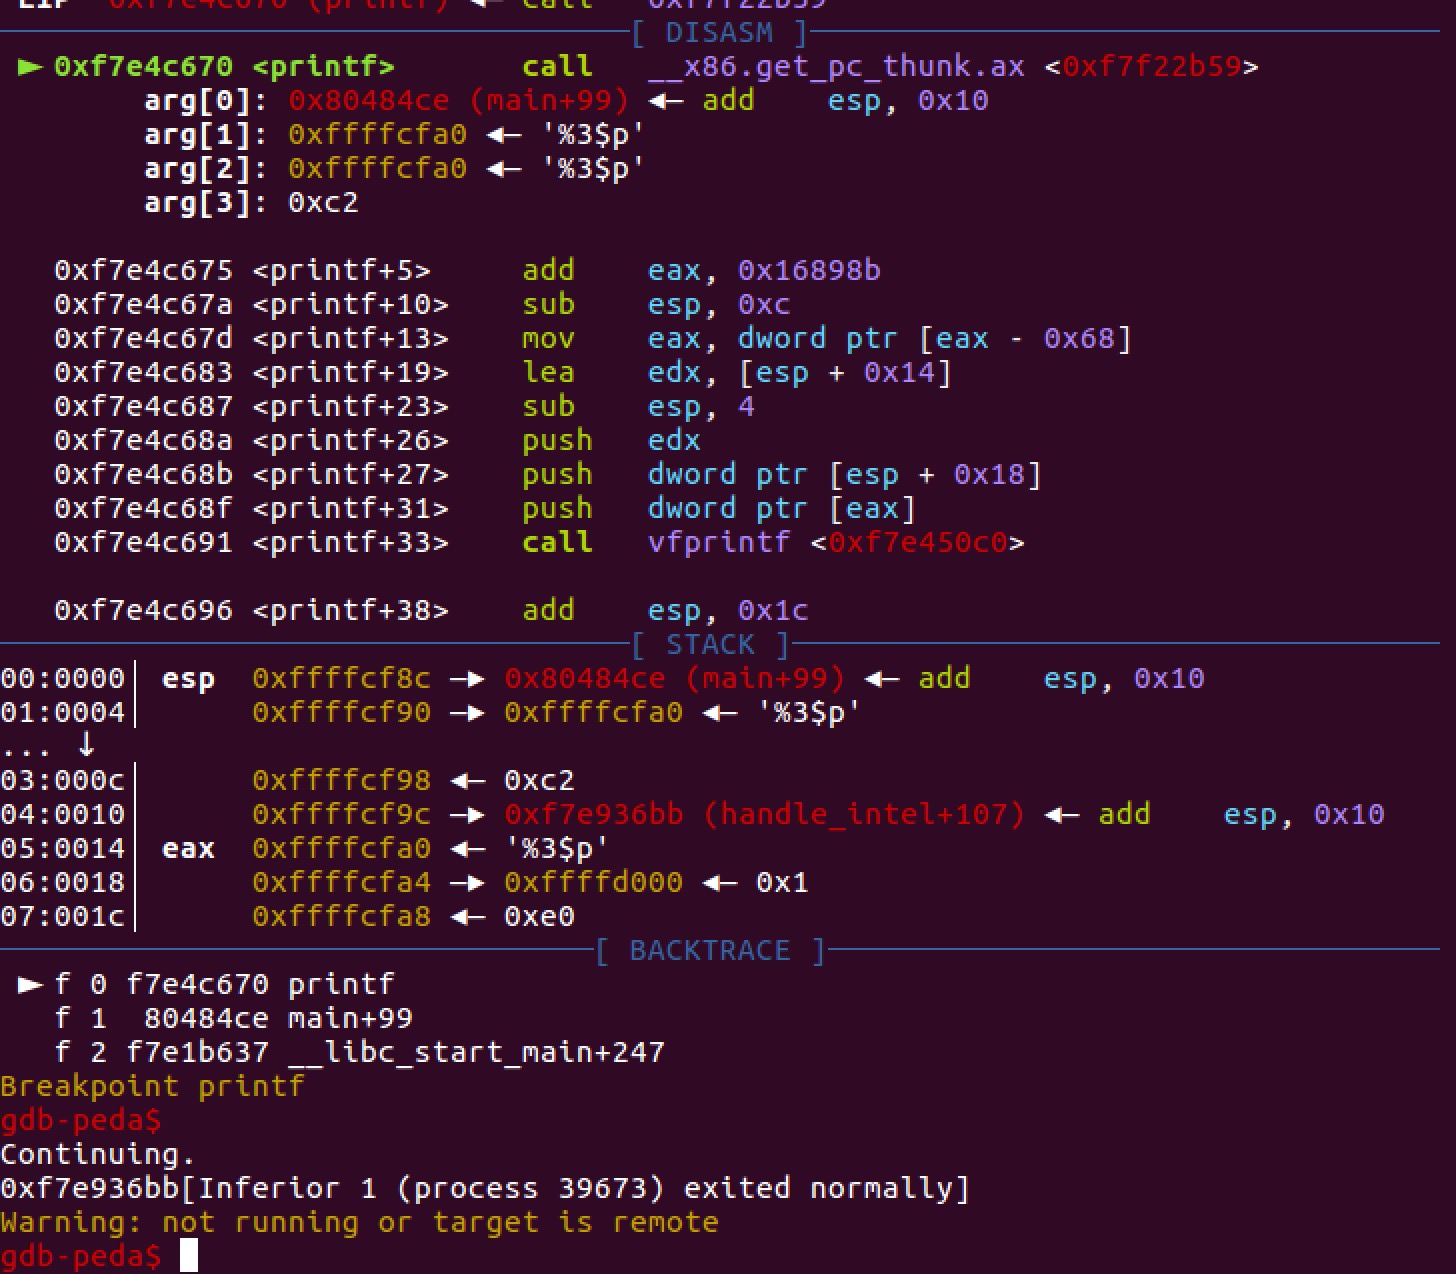 EIP  0xf7e4c670 (printf) ◂— call   0xf7f22b59
[ DISASM ]
► 0xf7e4c670 <printf>       call   __x86.get_pc_thunk.ax <0xf7f22b59>
        arg[0]: 0x80484ce (main+99) ◂— add    esp, 0x10
        arg[1]: 0xffffcfa0 ◂— '%3$p'
        arg[2]: 0xffffcfa0 ◂— '%3$p'
        arg[3]: 0xc2
   0xf7e4c675 <printf+5>     add    eax, 0x16898b
   0xf7e4c67a <printf+10>    sub    esp, 0xc
   0xf7e4c67d <printf+13>    mov    eax, dword ptr [eax - 0x68]
   0xf7e4c683 <printf+19>    lea    edx, [esp + 0x14]
   0xf7e4c687 <printf+23>    sub    esp, 4
   0xf7e4c68a <printf+26>    push   edx
   0xf7e4c68b <printf+27>    push   dword ptr [esp + 0x18]
   0xf7e4c68f <printf+31>    push   dword ptr [eax]
   0xf7e4c691 <printf+33>    call   vfprintf <0xf7e450c0>
   0xf7e4c696 <printf+38>    add    esp, 0x1c
[ STACK ]
00:0000│ esp  0xffffcf8c —▸ 0x80484ce (main+99) ◂— add    esp, 0x10
01:0004│      0xffffcf90 —▸ 0xffffcfa0 ◂— '%3$p'
... ↓
03:000c│      0xffffcf98 ◂— 0xc2
04:0010│      0xffffcf9c —▸ 0xf7e936bb (handle_intel+107) ◂— add    esp, 0x10
05:0014│ eax  0xffffcfa0 ◂— '%3$p'
06:0018│      0xffffcfa4 —▸ 0xffffd000 ◂— 0x1
07:001c│      0xffffcfa8 ◂— 0xe0
[ BACKTRACE ]
► f 0 f7e4c670 printf
   f 1  80484ce main+99
   f 2 f7e1b637 __libc_start_main+247
Breakpoint printf
gdb-peda$
Continuing.
0xf7e936bb[Inferior 1 (process 39673) exited normally]
Warning: not running or target is remote
gdb-peda$